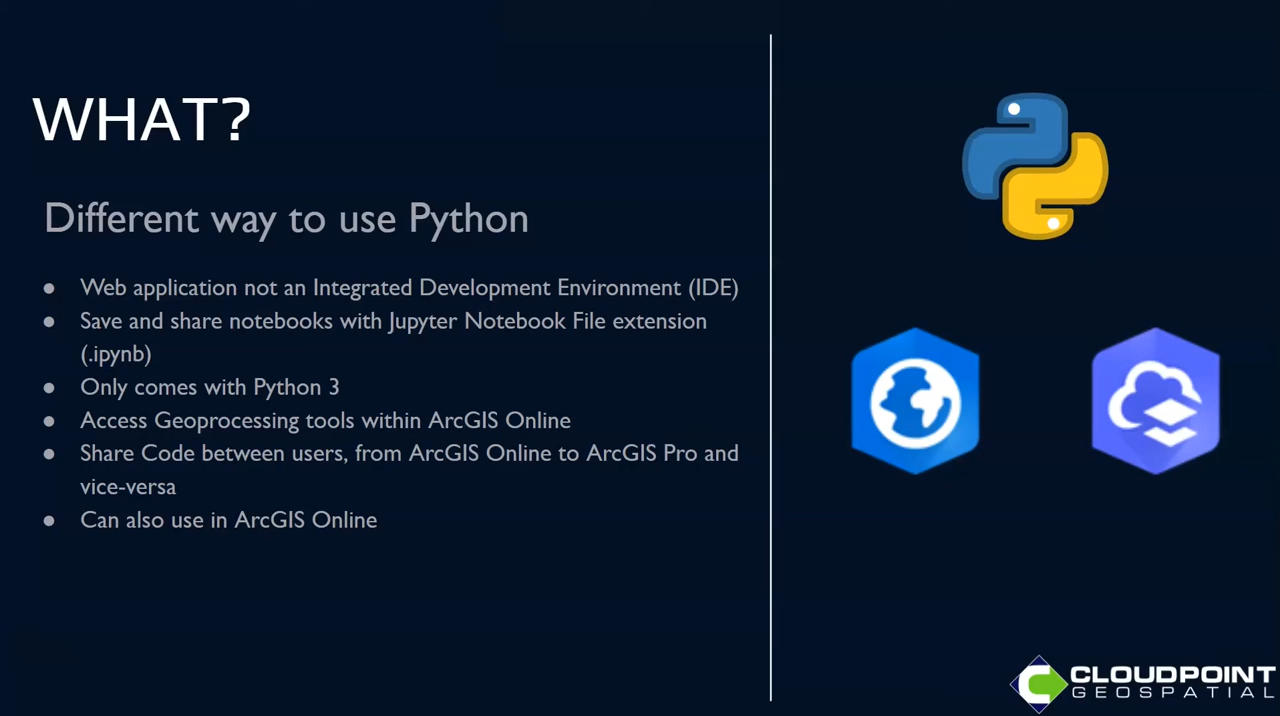 WHAT?
Different way to use Python
● Web application not an Integrated Development Environment (IDE)
● Save and share notebooks with Jupyter Notebook File extension
(.ipynb)
● Only comes with Python 3
● Access Geoprocessing tools within ArcGIS Online
● Share Code between users, from ArcGIS Online to ArcGIS Pro and
vice-versa
● Can also use in ArcGIS Online
CLOUDPOINT
GEOSPATIAL